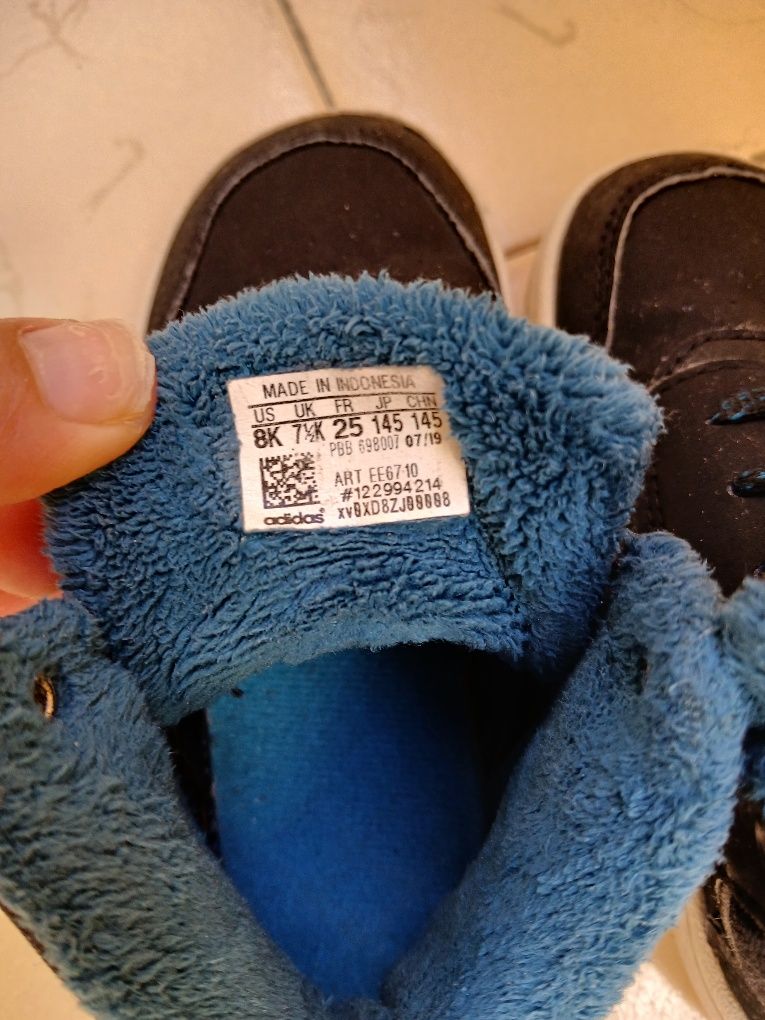 MADE IN INDONESIA
US UK FR JP CHN
8K 7½K 25 145 145
PBB 698007 07/19
ART EE6710
#122994214
adidas